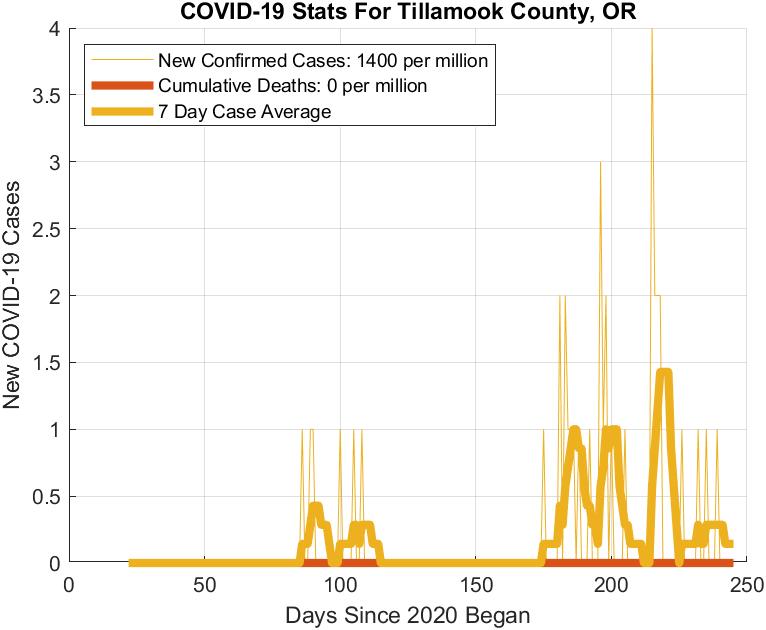 COVID-19 Stats For Tillamook County, OR
New Confirmed Cases: 1400 per million
Cumulative Deaths: 0 per million
7 Day Case Average
New COVID-19 Cases
4
3.5
3
2.5
2
1.5
1
0.5
0
0 50 100 150 200 250
Days Since 2020 Began